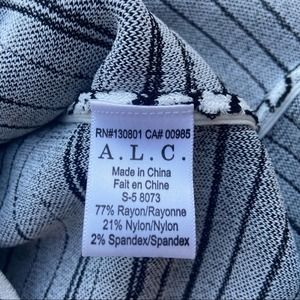 RN#130801 CA# 00985
A.L.C.
Made in China
Fait en Chine
S-5 8073
77% Rayon/Rayonne
21% Nylon/Nylon
2% Spandex/Spandex